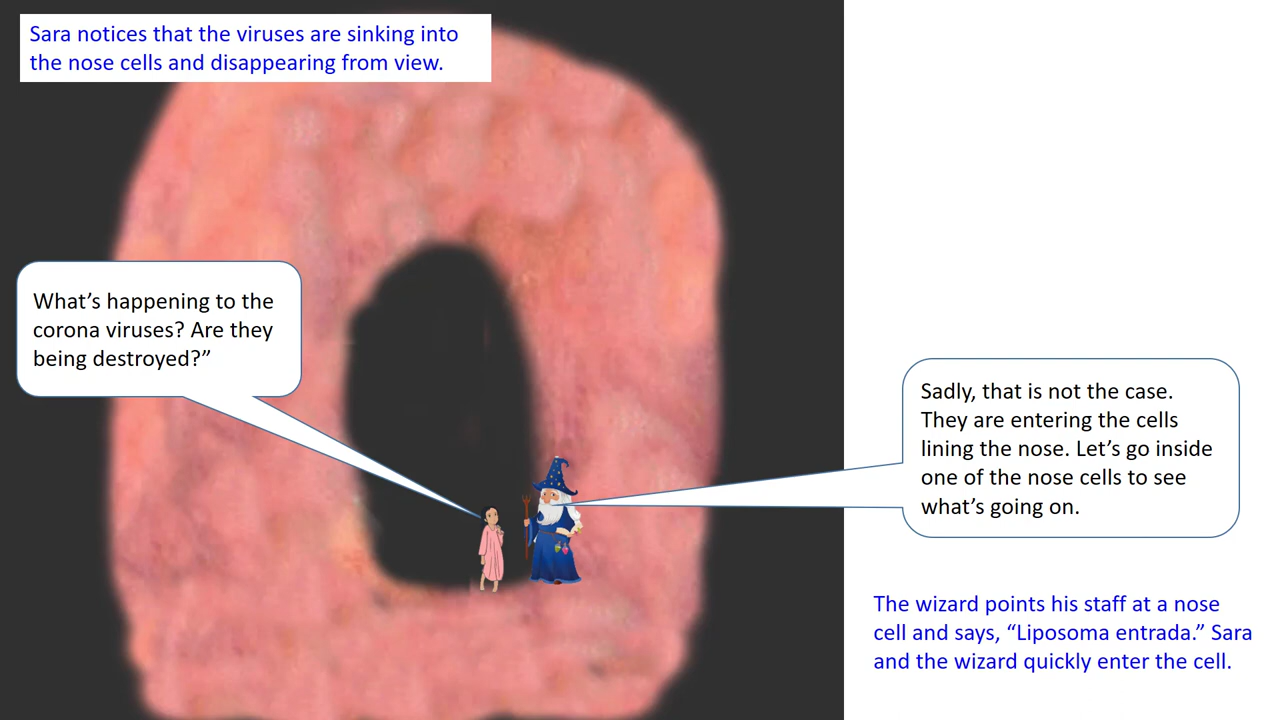 Sara notices that the viruses are sinking into
the nose cells and disappearing from view.
What’s happening to the
corona viruses? Are they
being destroyed?”
Sadly, that is not the case.
They are entering the cells
lining the nose. Let’s go inside
one of the nose cells to see
what’s going on.
The wizard points his staff at a nose
cell and says, “Liposoma entrada.” Sara
and the wizard quickly enter the cell.